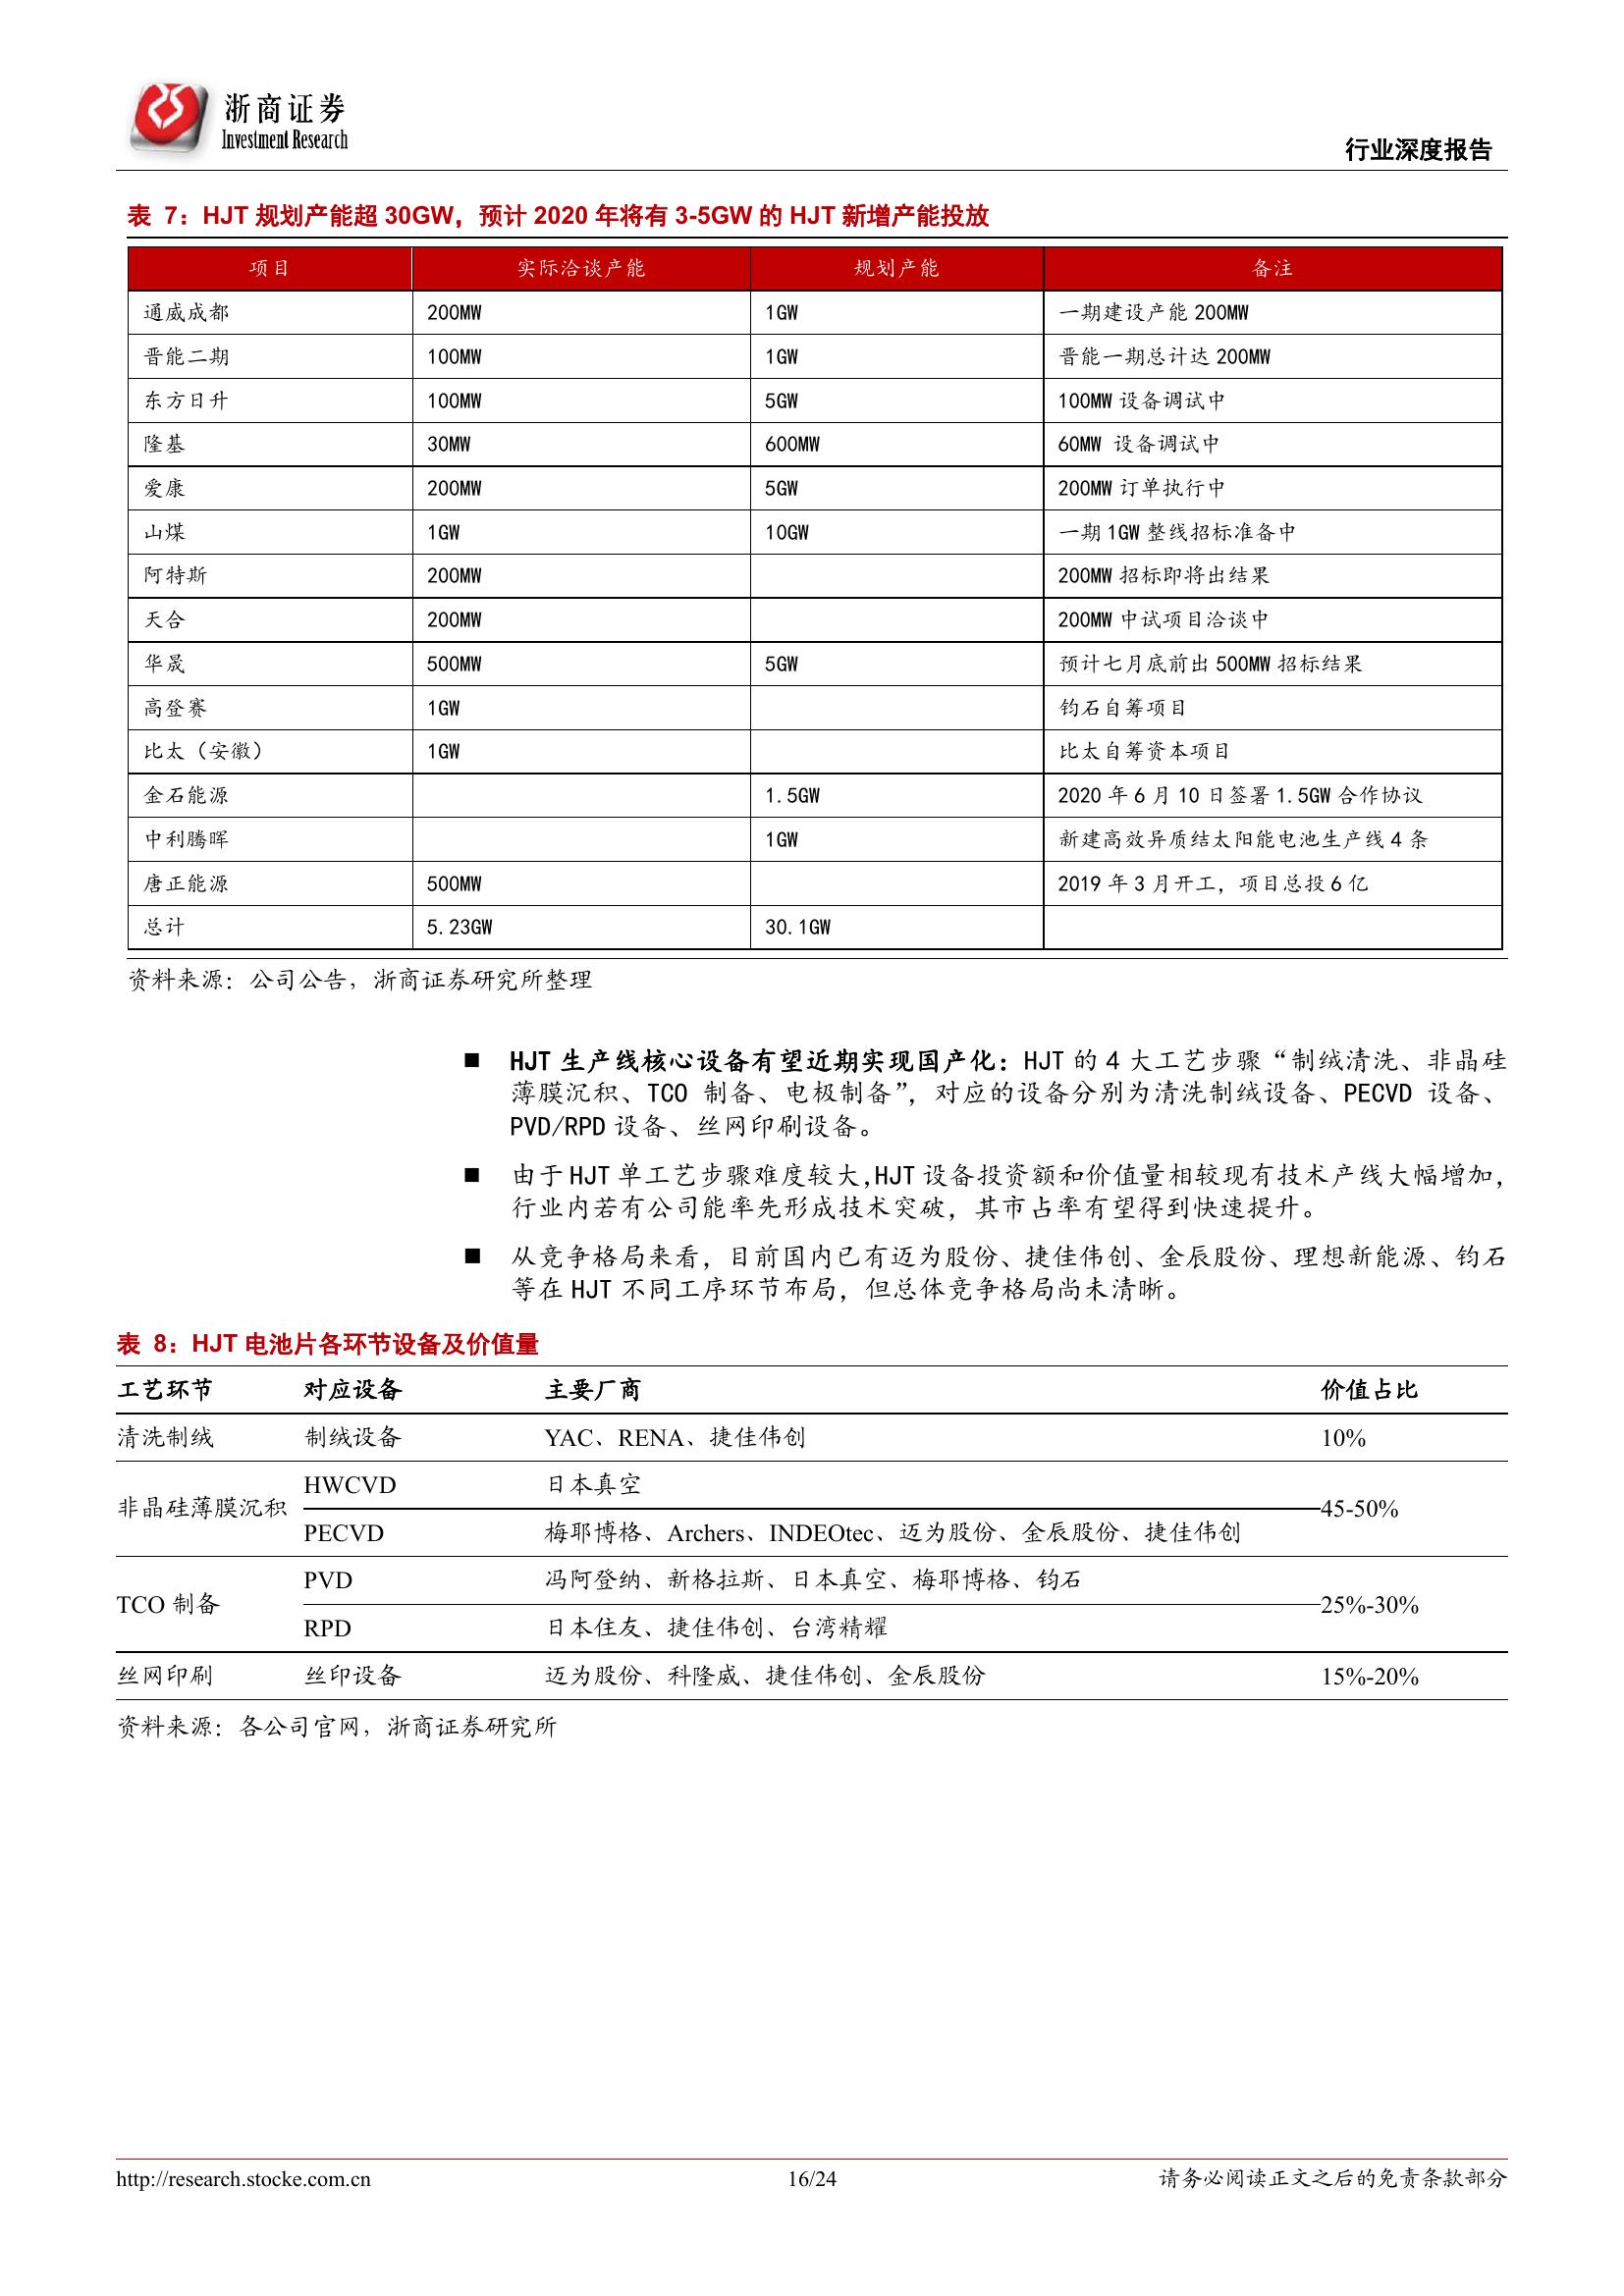 浙商证券
Investment Research
行业深度报告
表 7：HJT 规划产能超 30GW，预计 2020 年将有 3-5GW 的 HJT 新增产能投放
项目 实际洽谈产能 规划产能 备注
通威成都 200MW 1GW 一期建设产能 200MW
晋能二期 100MW 1GW 晋能一期总计达 200MW
东方日升 100MW 5GW 100MW 设备调试中
隆基 30MW 600MW 60MW 设备调试中
爱康 200MW 5GW 200MW 订单执行中
山煤 1GW 10GW 一期 1GW 整线招标准备中
阿特斯 200MW 200MW 招标即将出结果
天合 200MW 200MW 中试项目洽谈中
华晟 500MW 5GW 预计七月底前出 500MW 招标结果
高登赛 1GW 钧石自筹项目
比太（安徽） 1GW 比太自筹资本项目
金石能源 1.5GW 2020 年 6 月 10 日签署 1.5GW 合作协议
中利腾晖 1GW 新建高效异质结太阳能电池生产线 4 条
唐正能源 500MW 2019 年 3 月开工，项目总投 6 亿
总计 5.23GW 30.1GW
资料来源：公司公告，浙商证券研究所整理
■ HJT 生产线核心设备有望近期实现国产化：HJT 的 4 大工艺步骤“制绒清洗、非晶硅
薄膜沉积、TCO 制备、电极制备”，对应的设备分别为清洗制绒设备、PECVD 设备、
PVD/RPD 设备、丝网印刷设备。
■ 由于 HJT 单工艺步骤难度较大,HJT 设备投资额和价值量相较现有技术产线大幅增加，
行业内若有公司能率先形成技术突破，其市占率有望得到快速提升。
■ 从竞争格局来看，目前国内已有迈为股份、捷佳伟创、金辰股份、理想新能源、钧石
等在 HJT 不同工序环节布局，但总体竞争格局尚未清晰。
表 8：HJT 电池片各环节设备及价值量
工艺环节 对应设备 主要厂商 价值占比
清洗制绒 制绒设备 YAC、RENA、捷佳伟创 10%
HWCVD 日本真空
非晶硅薄膜沉积 45-50%
PECVD 梅耶博格、Archers、INDEOtec、迈为股份、金辰股份、捷佳伟创
PVD 冯阿登纳、新格拉斯、日本真空、梅耶博格、钧石
TCO 制备 25%-30%
RPD 日本住友、捷佳伟创、台湾精耀
丝网印刷 丝印设备 迈为股份、科隆威、捷佳伟创、金辰股份 15%-20%
资料来源：各公司官网，浙商证券研究所
http://research.stocke.com.cn 16/24 请务必阅读正文之后的免责条款部分